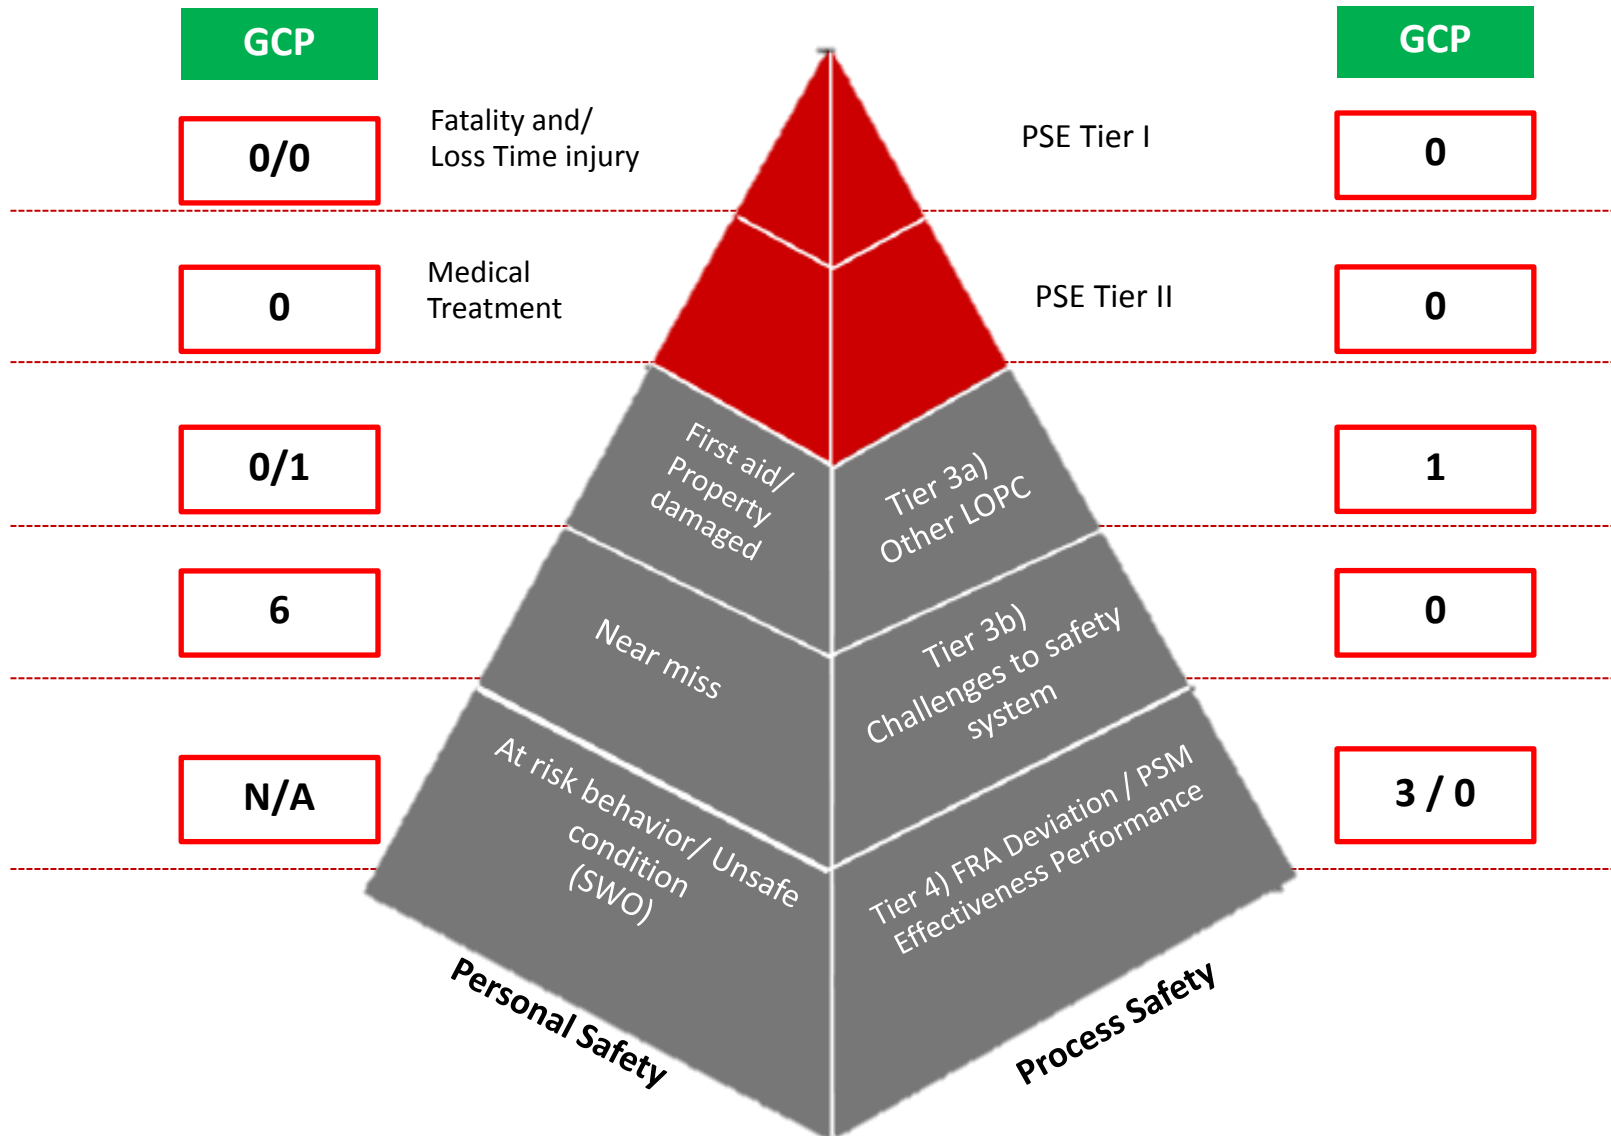 GCP
GCP
0/0
Fatality and/
Loss Time injury
PSE Tier I
0
0
Medical
Treatment
PSE Tier II
0
0/1
First aid/
Property
damaged
Tier 3a)
Other LOPC
1
6
Near miss
Tier 3b)
Challenges to safety
system
0
N/A
At risk behavior/ Unsafe
condition
(SWO)
Tier 4) FRA Deviation / PSM
Effectiveness Performance
3 / 0
Personal Safety
Process Safety